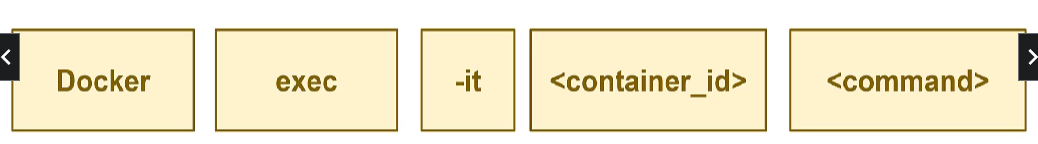 Docker exec -it <container_id> <command>